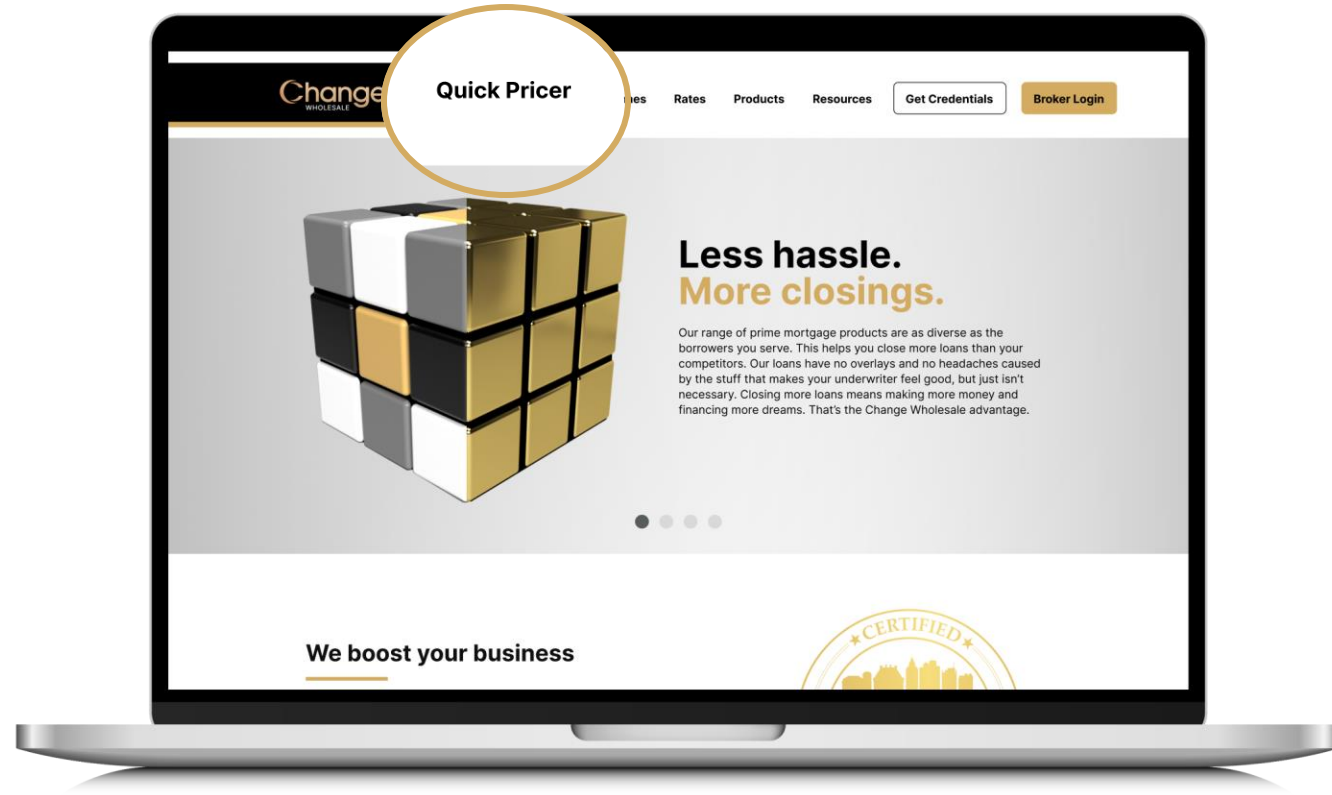 Change
WHOLESALE
Quick Pricer
Rates
Products
Resources
Get Credentials
Broker Login
Less hassle.
More closings.
Our range of prime mortgage products are as diverse as the
borrowers you serve. This helps you close more loans than your
competitors. Our loans have no overlays and no headaches caused
by the stuff that makes your underwriter feel good, but just isn't
necessary. Closing more loans means making more money and
financing more dreams. That's the Change Wholesale advantage.
We boost your business
CERTIFIED